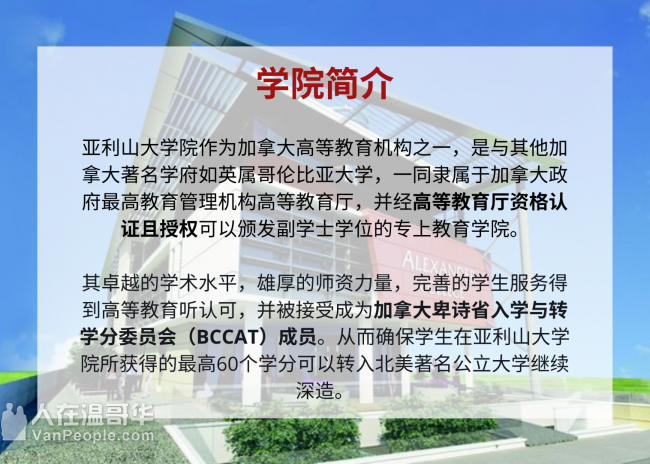 学院简介
亚利山大学院作为加拿大高等教育机构之一，是与其他加
拿大著名学府如英属哥伦比亚大学，一同隶属于加拿大政
府最高教育管理机构高等教育厅，并经高等教育厅资格认
证且授权可以颁发副学士学位的专上教育学院。
其卓越的学术水平，雄厚的师资力量，完善的学生服务得
到高等教育听认可，并被接受成为加拿大卑诗省入学与转
学分委员会（BCCAT）成员。从而确保学生在亚利山大学
院所获得的最高60个学分可以转入北美著名公立大学继续
深造。
人在温哥华
VanPeople.com